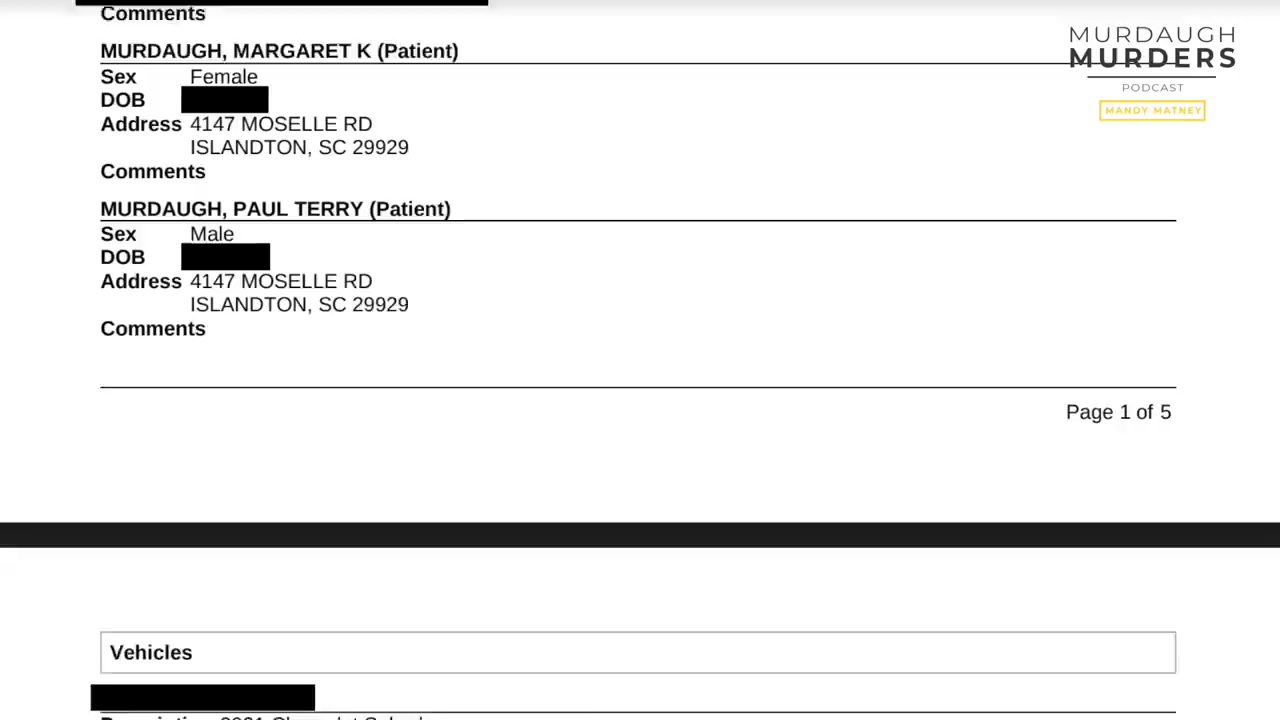 Comments
MURDAUGH
MURDERS
PODCAST
MANDY MATNEY
MURDAUGH, MARGARET K (Patient)
Sex Female
DOB
Address 4147 MOSELLE RD
ISLANDTON, SC 29929
Comments
MURDAUGH, PAUL TERRY (Patient)
Sex Male
DOB
Address 4147 MOSELLE RD
ISLANDTON, SC 29929
Comments
Page 1 of 5
Vehicles